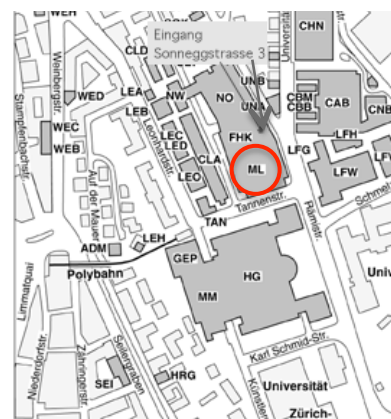 WEH
CHN
Eingang
Sonneggstrasse 3
Universität
CLD
UNB
WED
LEA
NW
NO
UNA
CBM
CBB
CAB
CNB
LEB
Weinbergstr.
Stampfenbachstr.
WEC
WEB
Leonhardstr.
LEC
LED
FHK
LFH
LFG
CLA
ML
LFW
LEO
Auf der Mauer
Tannenstr.
Schmel
TAN
Rämistr.
LEH
ADM
Polybahn
GEP
HG
Univ
MM
Limmatquai
Niederdorfstr.
Zähringerstr.
Seilergraben
Karl Schmid-Str.
HRG
SEI
Künstler
Universität
Zürich-